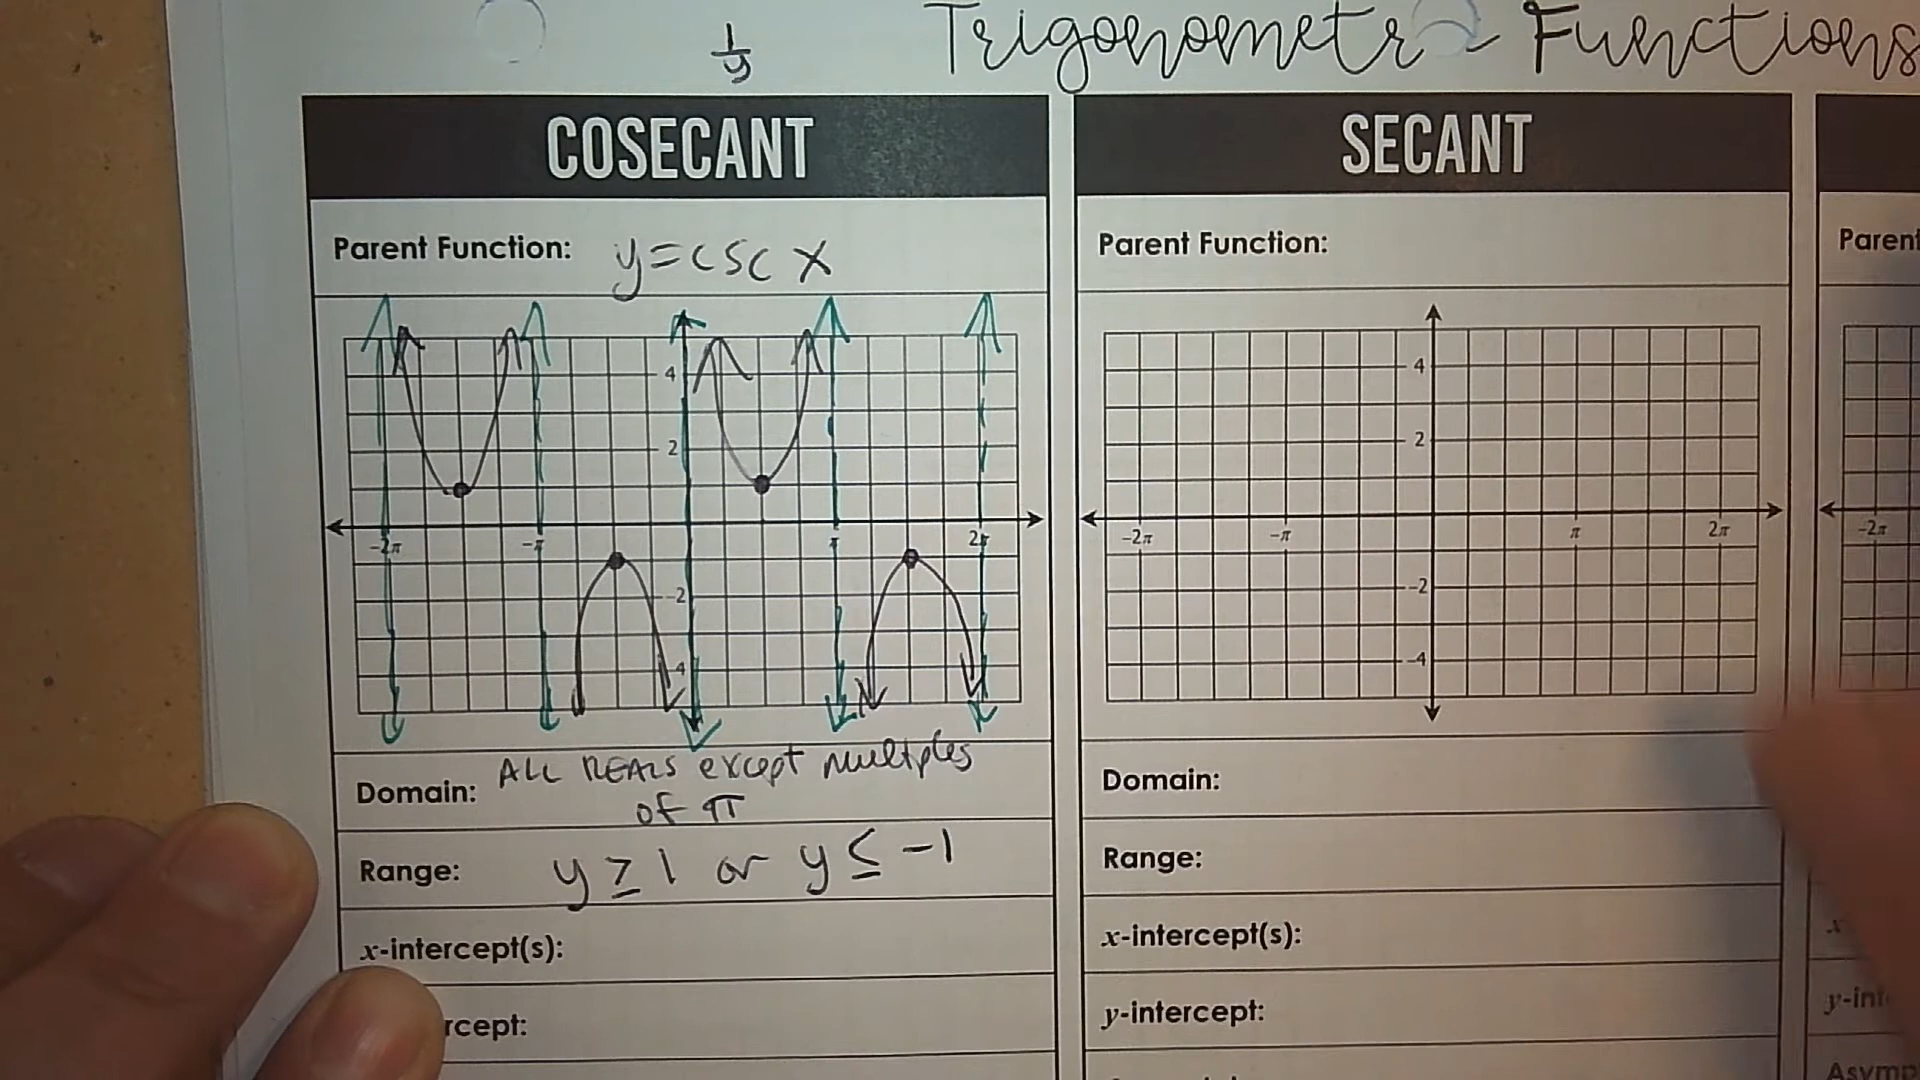 1/y
Trigonometr Functions
COSECANT
Parent Function: y = csc x
4
2
-2π
-π
π
2π
-2
4
Domain: ALL REALS except multiples
of π
Range: y ≥ 1 or y ≤ -1
x-intercept(s):
rcept:
SECANT
Parent Function:
4
2
-2π
-π
π
2π
-2
-4
Domain:
Range:
x-intercept(s):
y-intercept:
Paren
-2π
x
y-int
Asymp